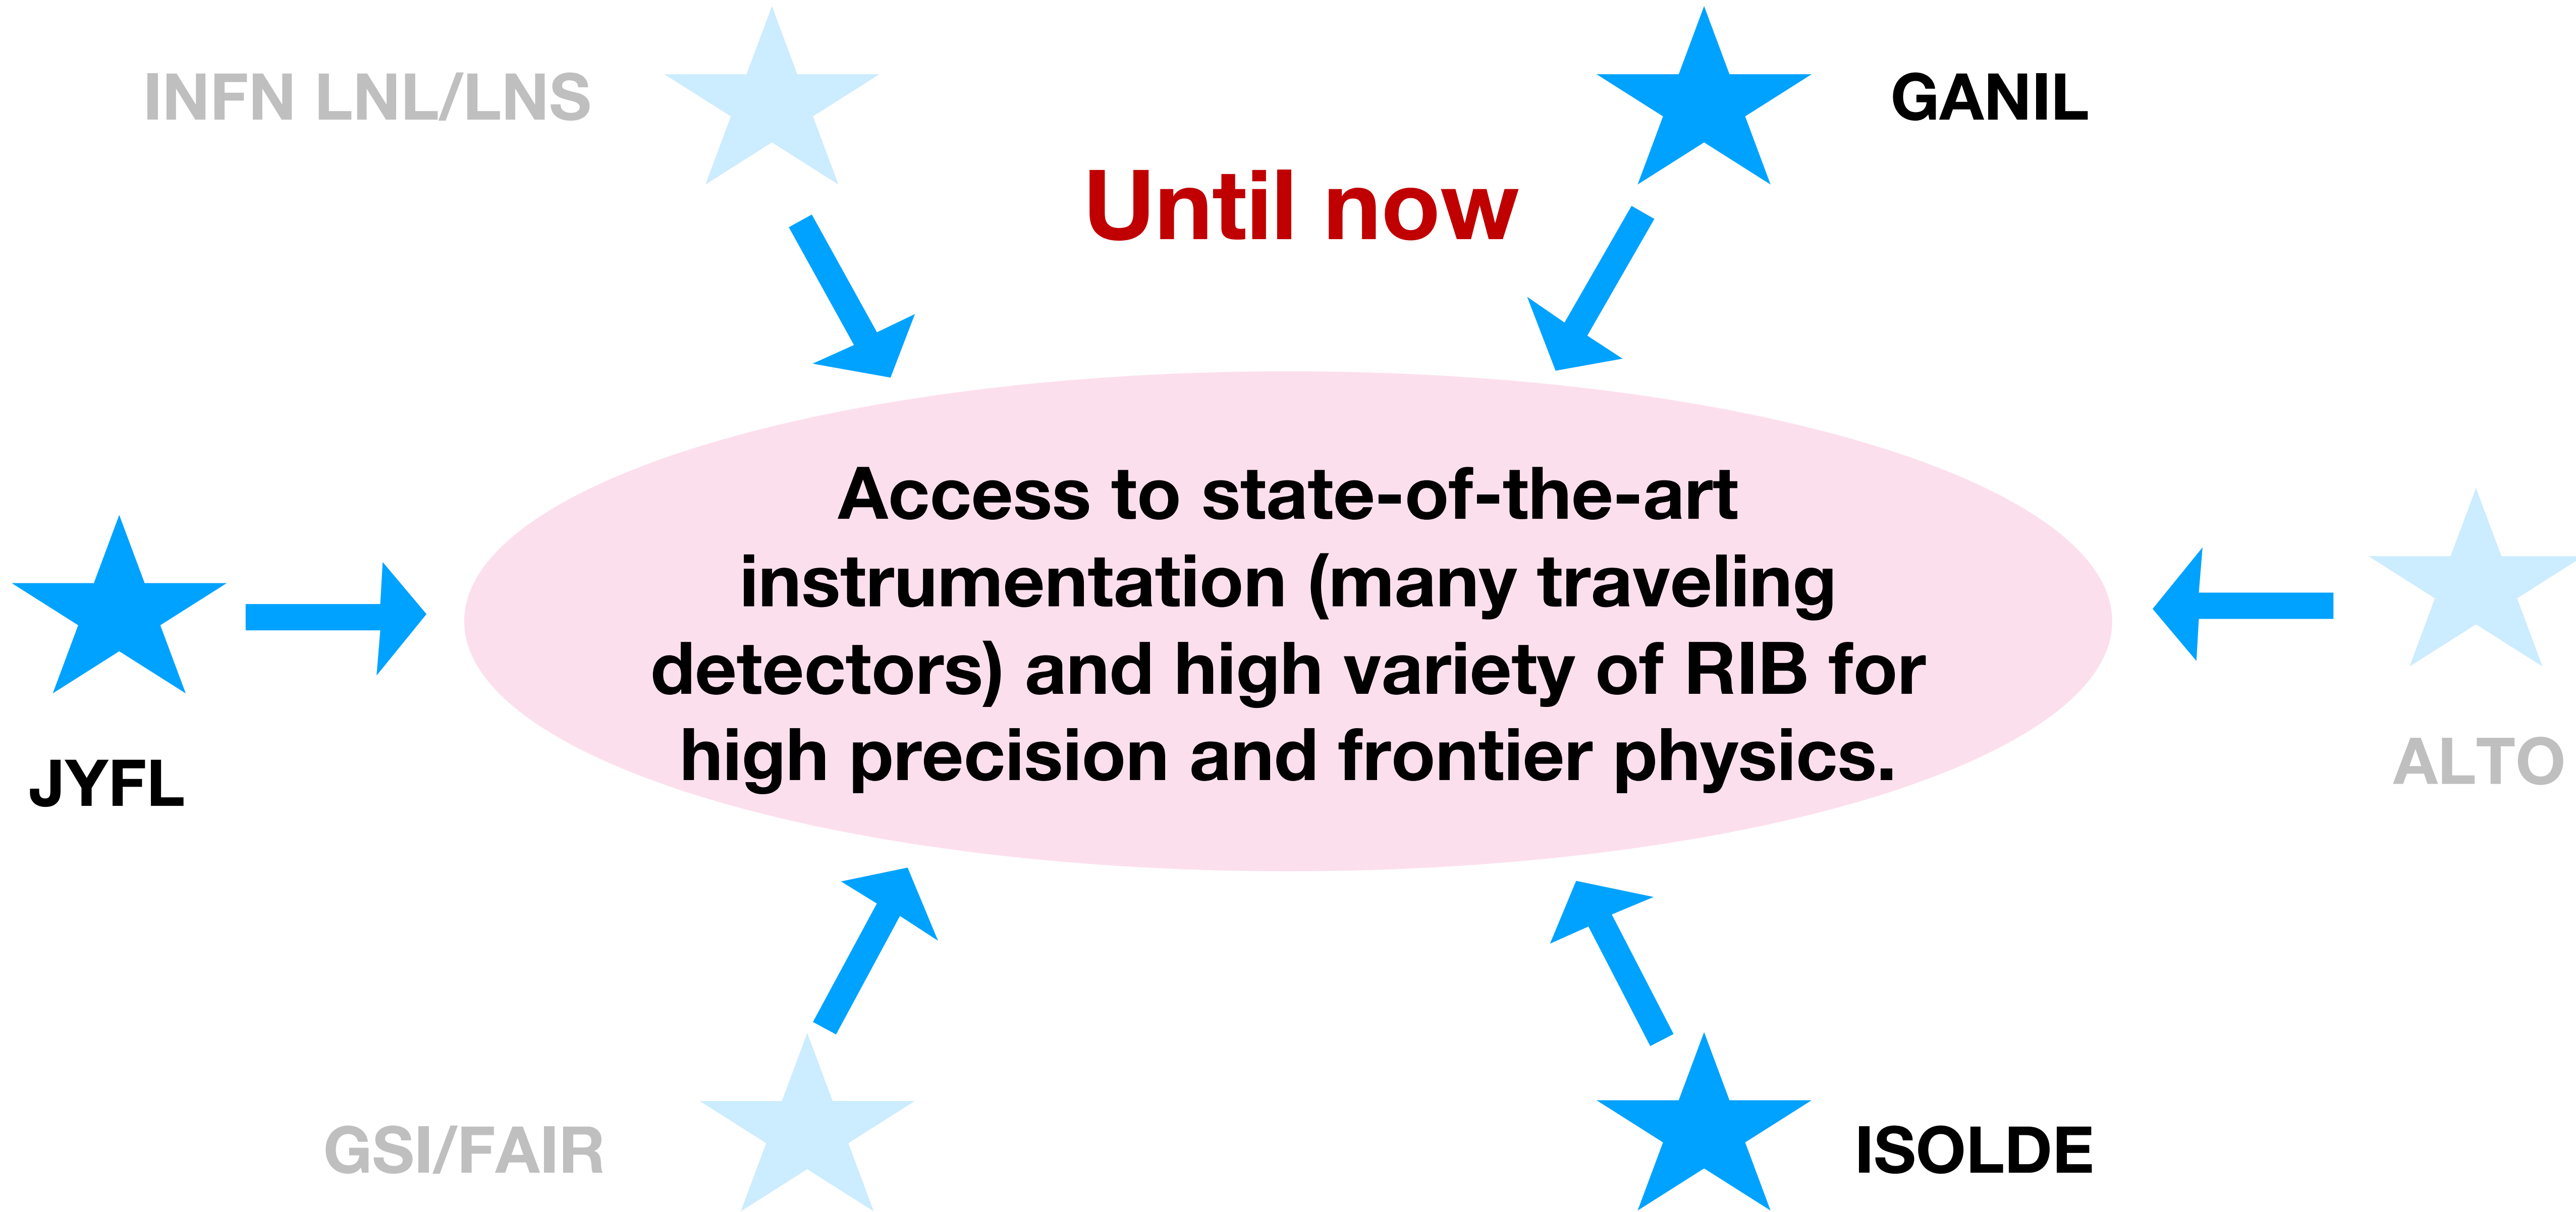 INFN LNL/LNS
GANIL
Until now
Access to state-of-the-art
instrumentation (many traveling
detectors) and high variety of RIB for
high precision and frontier physics.
JYFL
ALTO
GSI/FAIR
ISOLDE